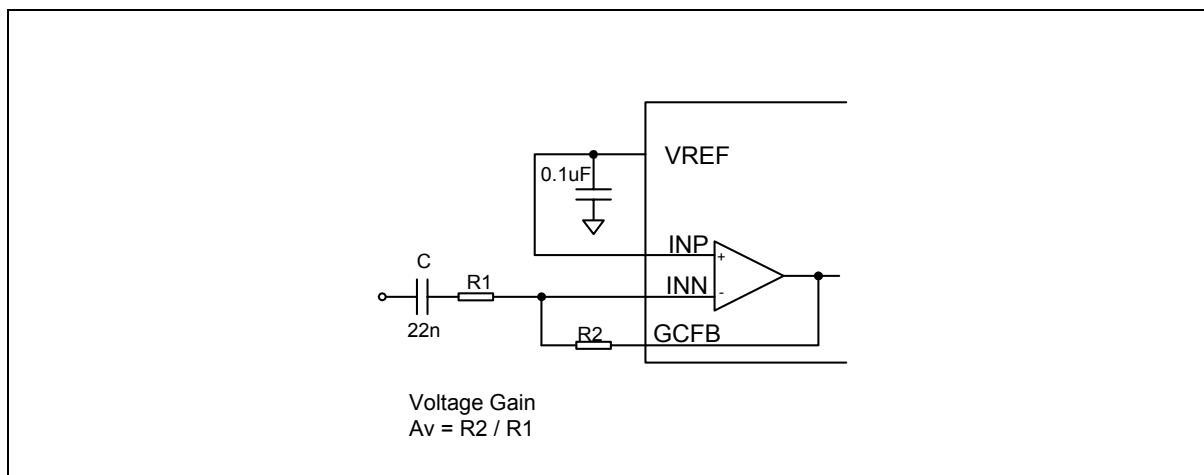 VREF
0.1uF
INP
+
C
R1
INN
-
22n
R2
GCFB
Voltage Gain
Av = R2 / R1